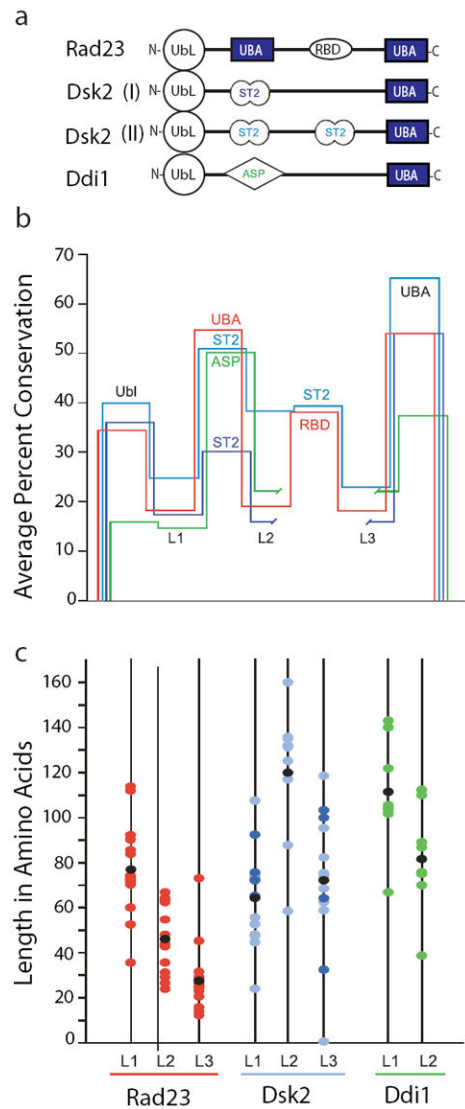 a
Rad23 N- UbL UBA RBD UBA -C
Dsk2 (I) N- UbL ST2 UBA -C
Dsk2 (II) N- UbL ST2 ST2 UBA -C
Ddi1 N- UbL ASP UBA -C
b
Average Percent Conservation
70
60
50
40
30
20
10
0
Ubl
L1
UBA
ST2
ASP
ST2
L2
ST2
RBD
L3
UBA
c
Length in Amino Acids
160
140
120
100
80
60
40
20
0
L1 L2 L3 L1 L2 L3 L1 L2
Rad23 Dsk2 Ddi1